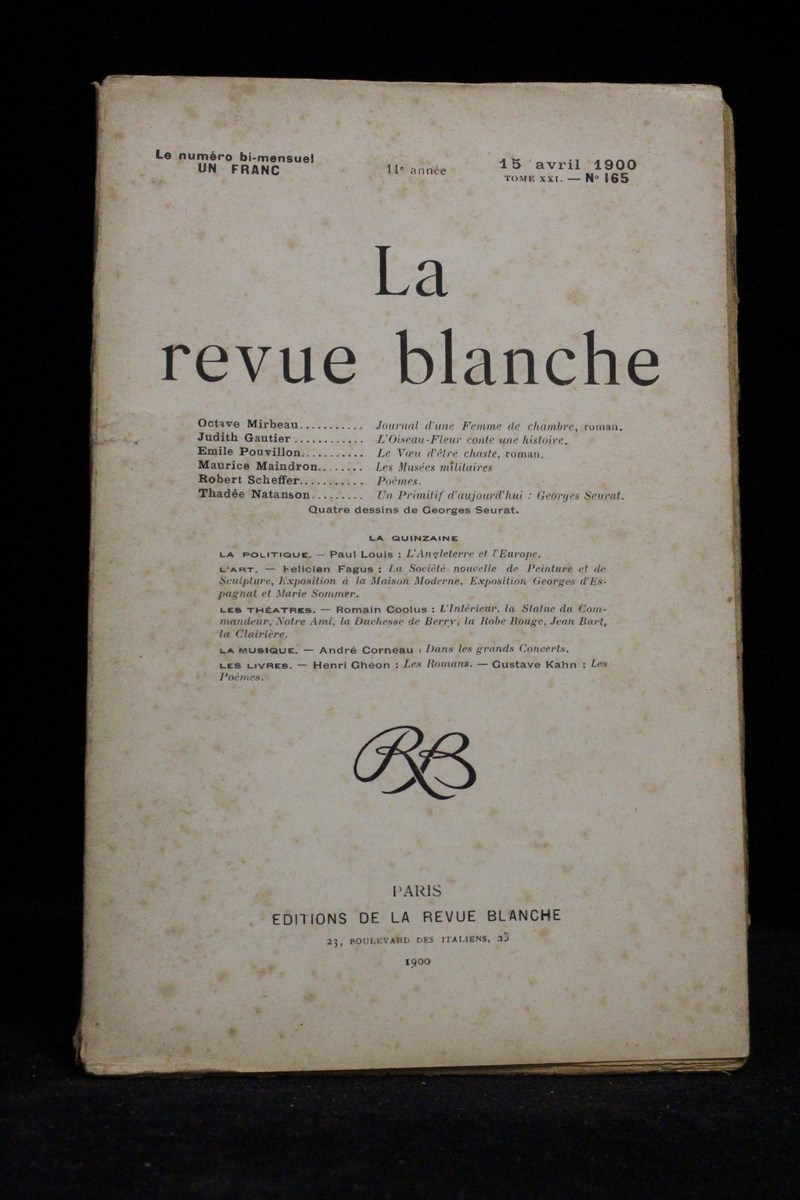 Le numéro bi-mensuel
UN FRANC
11e année
15 avril 1900
TOME XXI. — No 165
La
revue blanche
Octave Mirbeau........... Journal d'une Femme de chambre, roman.
Judith Gautier............ L'Oiseau-Fleur conte une histoire.
Emile Pouvillon........... Le Vœu d'être chaste, roman.
Maurice Maindron........ Les Musées militaires
Robert Scheffer........... Poèmes.
Thadée Natanson......... Un Primitif d'aujourd'hui : Georges Seurat.
Quatre dessins de Georges Seurat.
LA QUINZAINE
LA POLITIQUE. — Paul Louis : L'Angleterre et l'Europe.
L'ART. — Félicien Fagus : La Société nouvelle de Peinture et de
Sculpture, Exposition à la Maison Moderne, Exposition Georges d'Es-
pagnat et Marie Sommer.
LES THÉATRES. — Romain Coolus : L'Intérieur, la Statue du Com-
mandeur, Notre Ami, la Duchesse de Berry, la Robe Rouge, Jean Bart,
la Clairière.
LA MUSIQUE. — André Corneau : Dans les grands Concerts.
LES LIVRES. — Henri Ghéon : Les Romans. — Gustave Kahn : Les
Poèmes.
RB
PARIS
EDITIONS DE LA REVUE BLANCHE
23, BOULEVARD DES ITALIENS, 23
1900